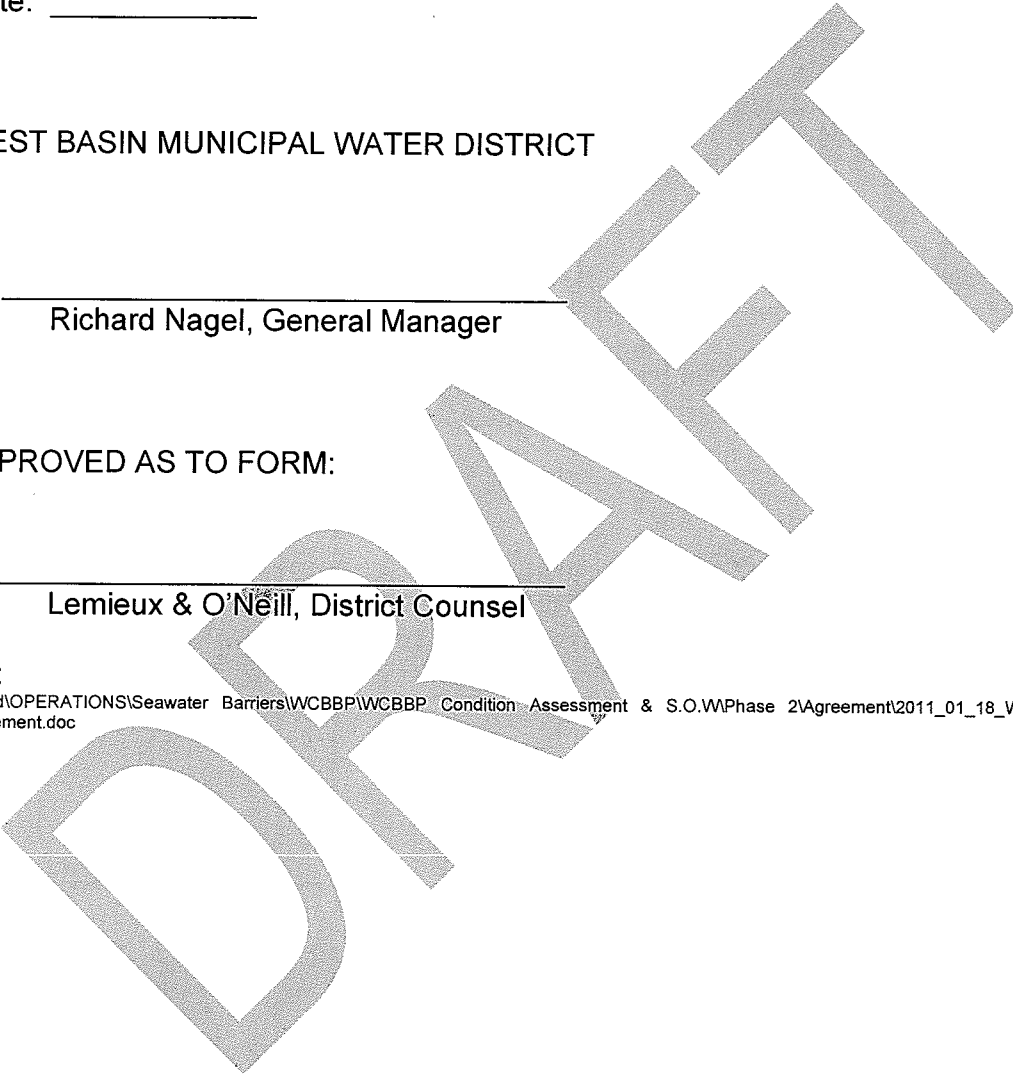 te:
EST BASIN MUNICIPAL WATER DISTRICT
Richard Nagel, General Manager
PROVED AS TO FORM:
Lemieux & O'Neill, District Counsel
d\OPERATIONS\Seawater Barriers\WCBBP\WCBBP Condition Assessment & S.O.W\Phase 2\Agreement\2011_01_18_W
ement.doc
DRAFT